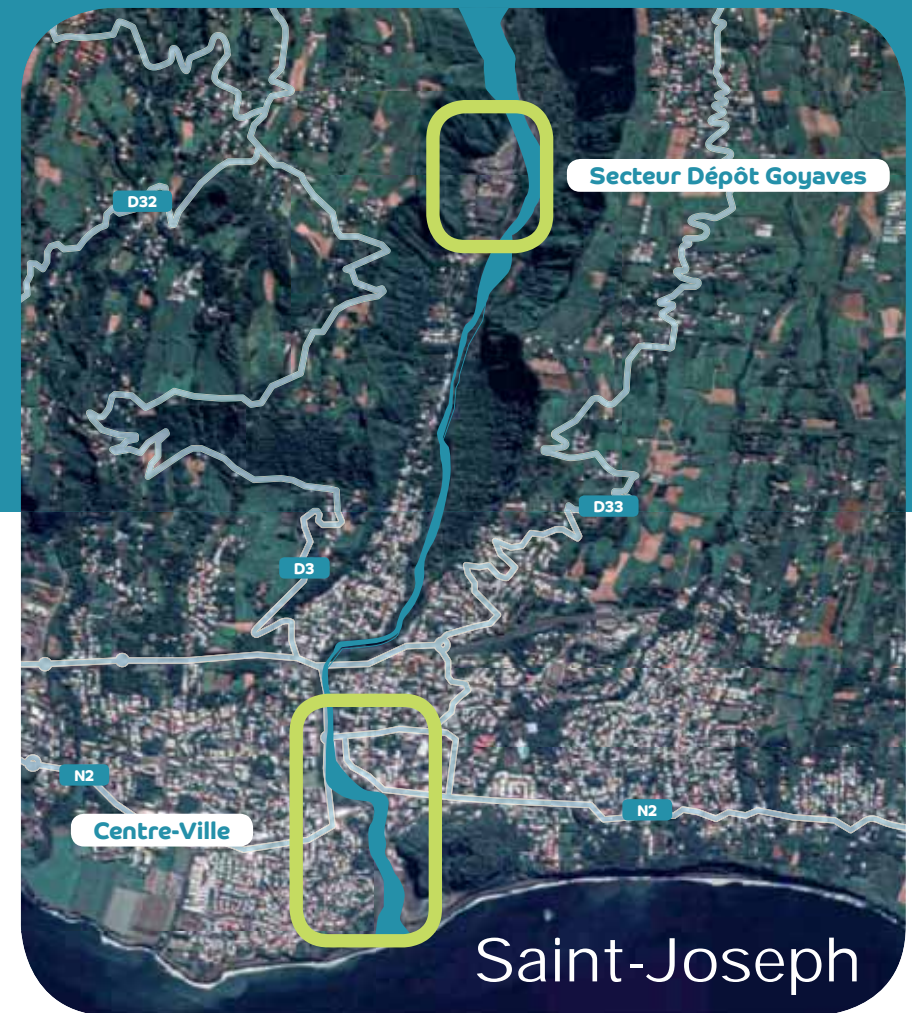 Secteur Dépôt Goyaves
D32
D33
D3
N2
N2
Centre-Ville
Saint-Joseph